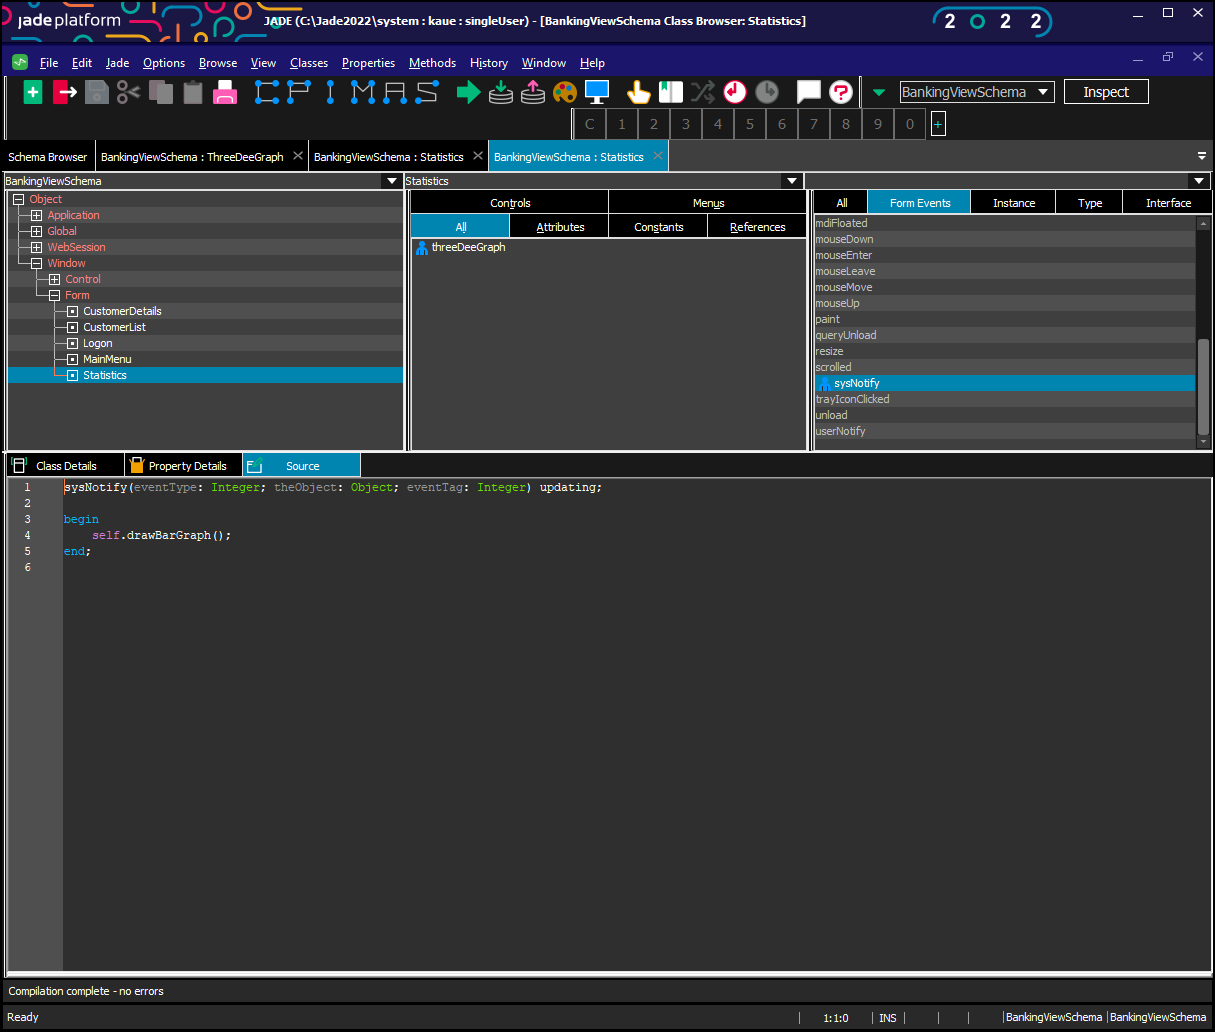 jadeplatform
JADE (C:\Jade2022\system : kaue : singleUser) - [BankingViewSchema Class Browser: Statistics]
2 0 2 2
File Edit Jade Options Browse View Classes Properties Methods History Window Help
C P I M A S
BankingViewSchema
Inspect
C 1 2 3 4 5 6 7 8 9 0 +
Schema Browser
BankingViewSchema : ThreeDeeGraph
BankingViewSchema : Statistics
BankingViewSchema : Statistics
BankingViewSchema
Object
Application
Global
WebSession
Window
Control
Form
CustomerDetails
CustomerList
Logon
MainMenu
Statistics
Statistics
Controls Menus
All Attributes Constants References
threeDeeGraph
All Form Events Instance Type Interface
mdiFloated
mouseDown
mouseEnter
mouseLeave
mouseMove
mouseUp
paint
queryUnload
resize
scrolled
sysNotify
trayIconClicked
unload
userNotify
Class Details Property Details Source
1 sysNotify(eventType: Integer; theObject: Object; eventTag: Integer) updating;
2
3 begin
4 self.drawBarGraph();
5 end;
6
Compilation complete - no errors
Ready 1:1:0 INS BankingViewSchema BankingViewSchema